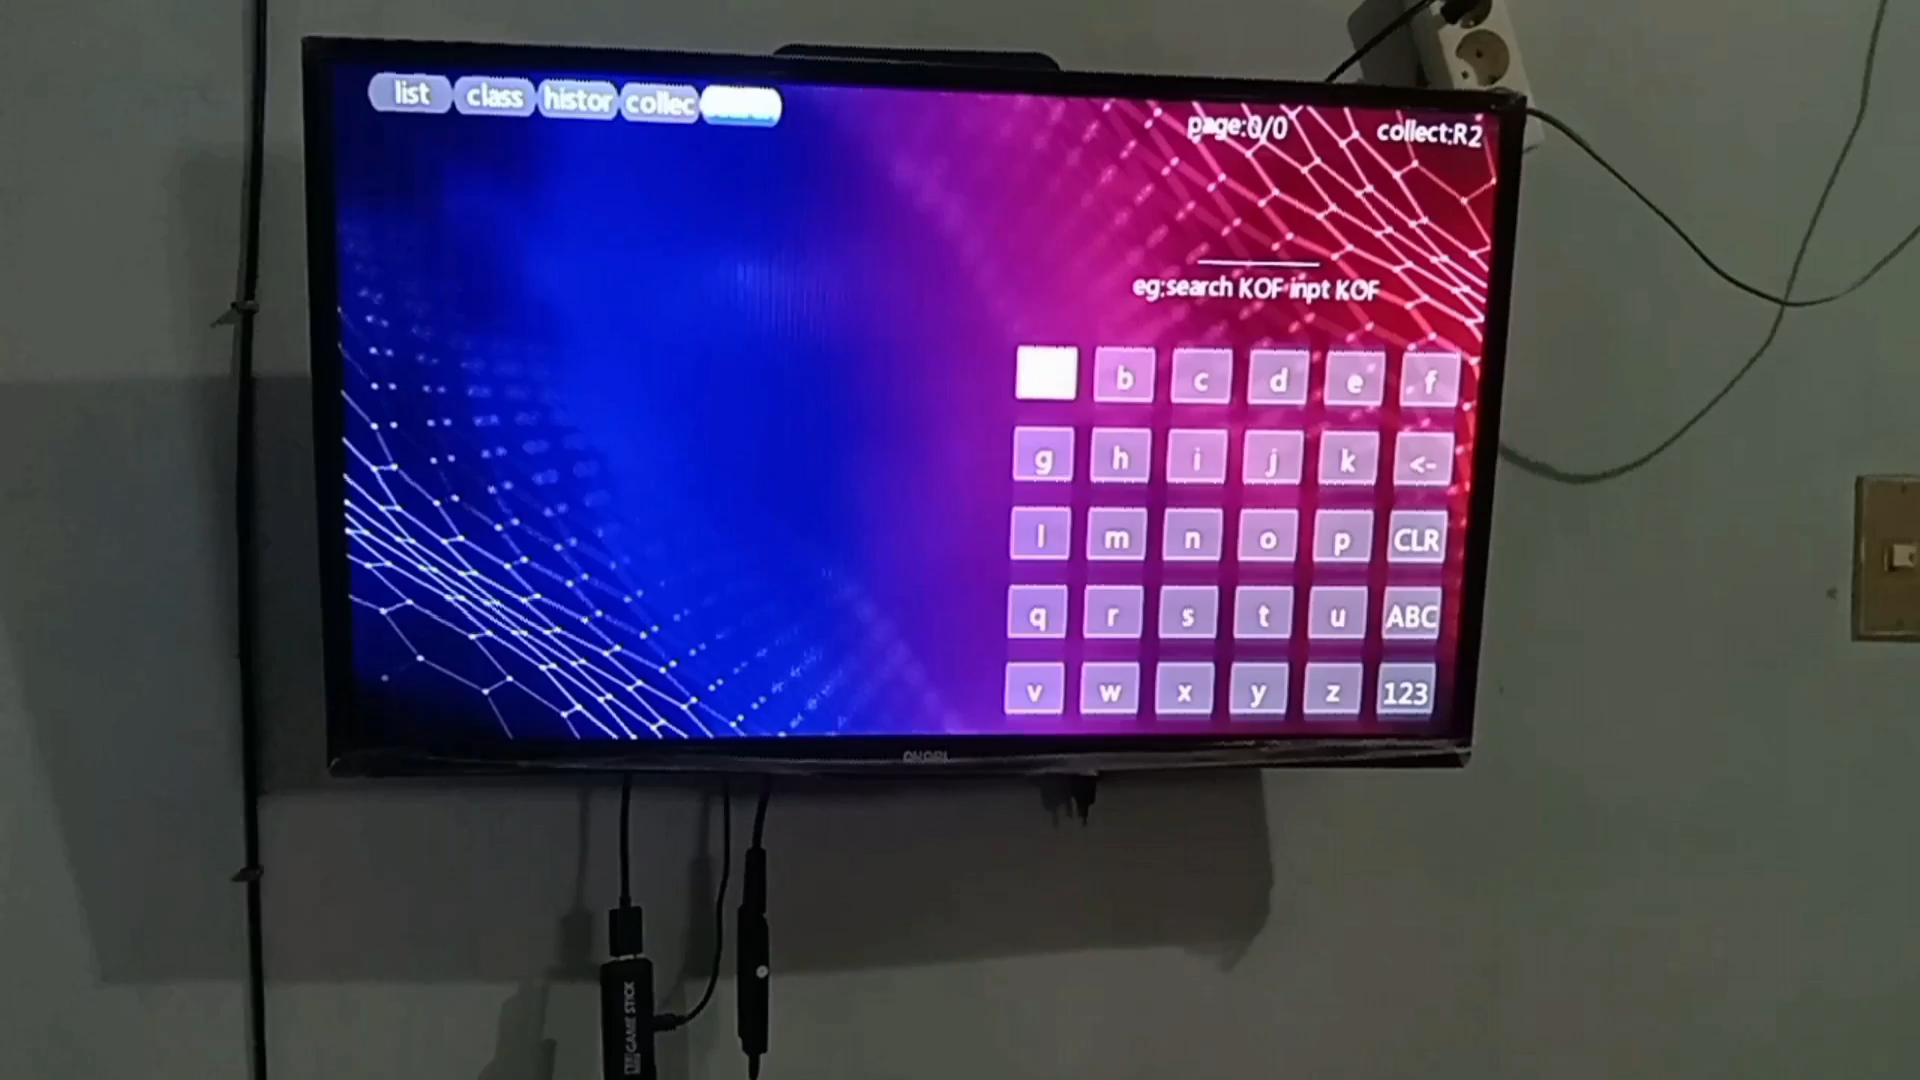 list class histor collec
page:0/0 collect:R2
eg:search KOF inpt KOF
b c d e f
g h i j k <-
l m n o p CLR
q r s t u ABC
v w x y z 123
GAME STICK